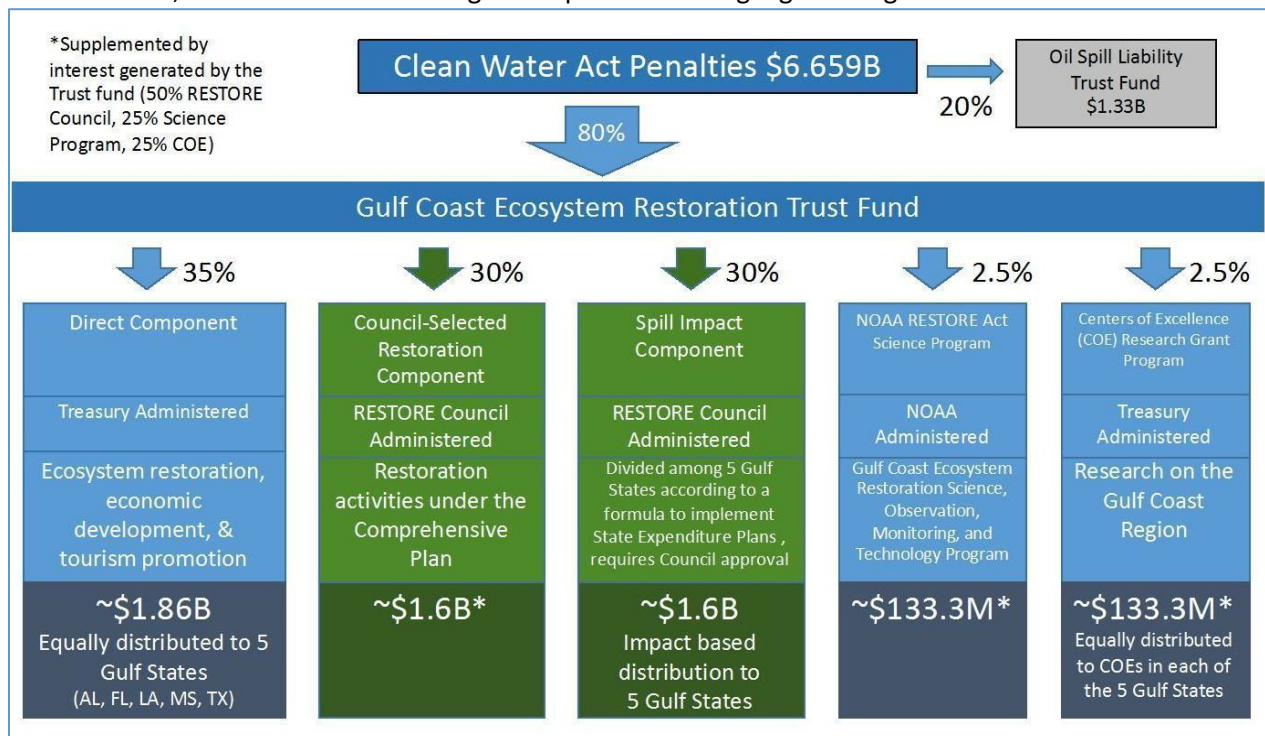 *Supplemented by
interest generated by the
Trust fund (50% RESTORE
Council, 25% Science
Program, 25% COE)
Clean Water Act Penalties $6.659B
20%
Oil Spill Liability
Trust Fund
$1.33B
80%
Gulf Coast Ecosystem Restoration Trust Fund
35%
30%
30%
2.5%
2.5%
Direct Component
Treasury Administered
Ecosystem restoration,
economic
development, &
tourism promotion
~$1.86B
Equally distributed to 5
Gulf States
(AL, FL, LA, MS, TX)
Council-Selected
Restoration
Component
RESTORE Council
Administered
Restoration
activities under the
Comprehensive
Plan
~$1.6B*
Spill Impact
Component
RESTORE Council
Administered
Divided among 5 Gulf
States according to a
formula to implement
State Expenditure Plans ,
requires Council approval
~$1.6B
Impact based
distribution to
5 Gulf States
NOAA RESTORE Act
Science Program
NOAA
Administered
Gulf Coast Ecosystem
Restoration Science,
Observation,
Monitoring, and
Technology Program
~$133.3M*
Centers of Excellence
(COE) Research Grant
Program
Treasury
Administered
Research on the
Gulf Coast
Region
~$133.3M*
Equally distributed
to COEs in each of
the 5 Gulf States